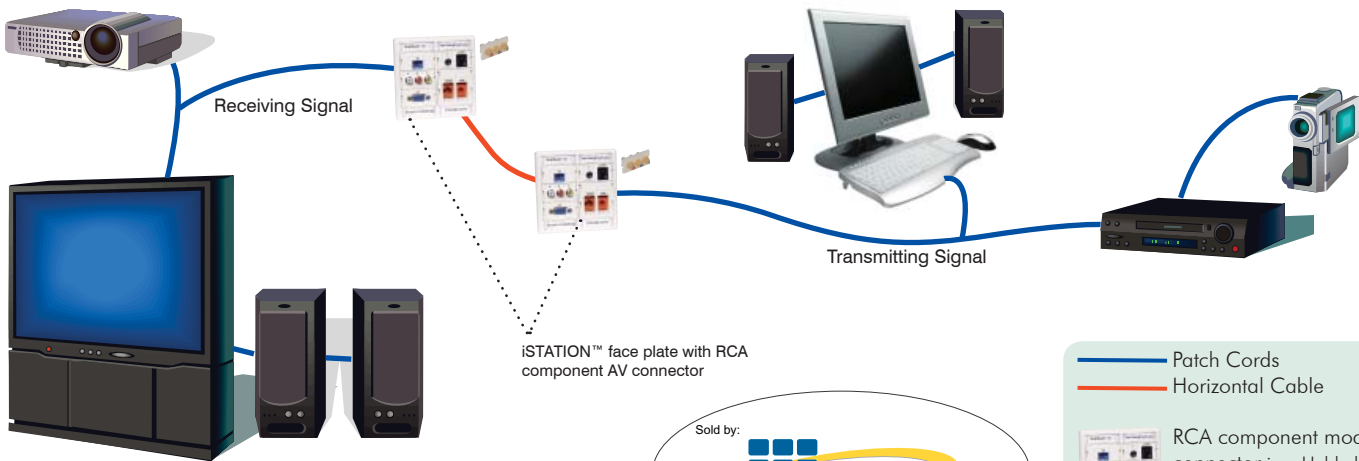 Receiving Signal
Transmitting Signal
iSTATION™ face plate with RCA
component AV connector
Sold by:
Patch Cords
Horizontal Cable
RCA component